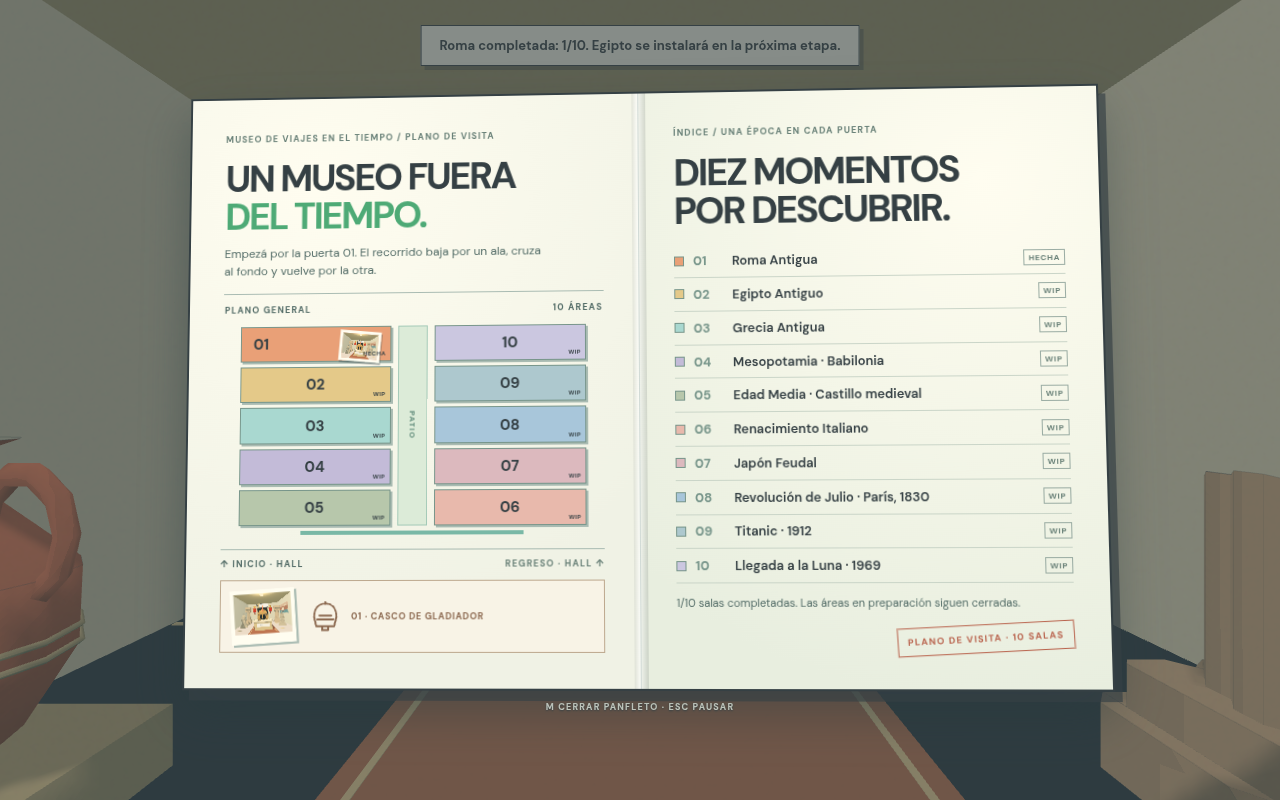 Roma completada: 1/10. Egipto se instalará en la próxima etapa.
MUSEO DE VIAJES EN EL TIEMPO / PLANO DE VISITA
UN MUSEO FUERA
DEL TIEMPO.
Empezá por la puerta 01. El recorrido baja por un ala, cruza
al fondo y vuelve por la otra.
PLANO GENERAL
10 ÁREAS
01
HECHA
10
WIP
02
WIP
09
WIP
03
WIP
08
WIP
04
WIP
07
WIP
05
WIP
06
WIP
PATIO
↑ INICIO · HALL
REGRESO · HALL ↑
01 · CASCO DE GLADIADOR
ÍNDICE / UNA ÉPOCA EN CADA PUERTA
DIEZ MOMENTOS
POR DESCUBRIR.
01 Roma Antigua HECHA
02 Egipto Antiguo WIP
03 Grecia Antigua WIP
04 Mesopotamia · Babilonia WIP
05 Edad Media · Castillo medieval WIP
06 Renacimiento Italiano WIP
07 Japón Feudal WIP
08 Revolución de Julio · París, 1830 WIP
09 Titanic · 1912 WIP
10 Llegada a la Luna · 1969 WIP
1/10 salas completadas. Las áreas en preparación siguen cerradas.
PLANO DE VISITA · 10 SALAS
M CERRAR PANFLETO · ESC PAUSAR